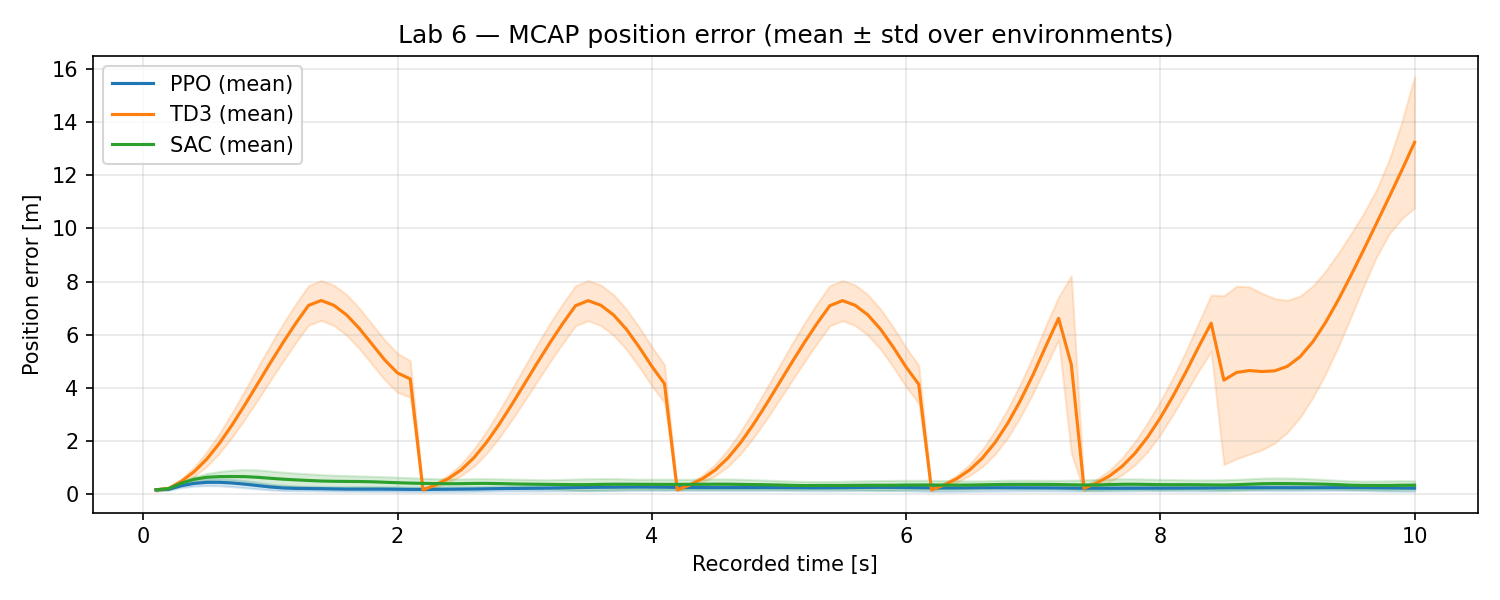 Lab 6 — MCAP position error (mean ± std over environments)
PPO (mean)
TD3 (mean)
SAC (mean)
Position error [m]
16
14
12
10
8
6
4
2
0
0 2 4 6 8 10
Recorded time [s]